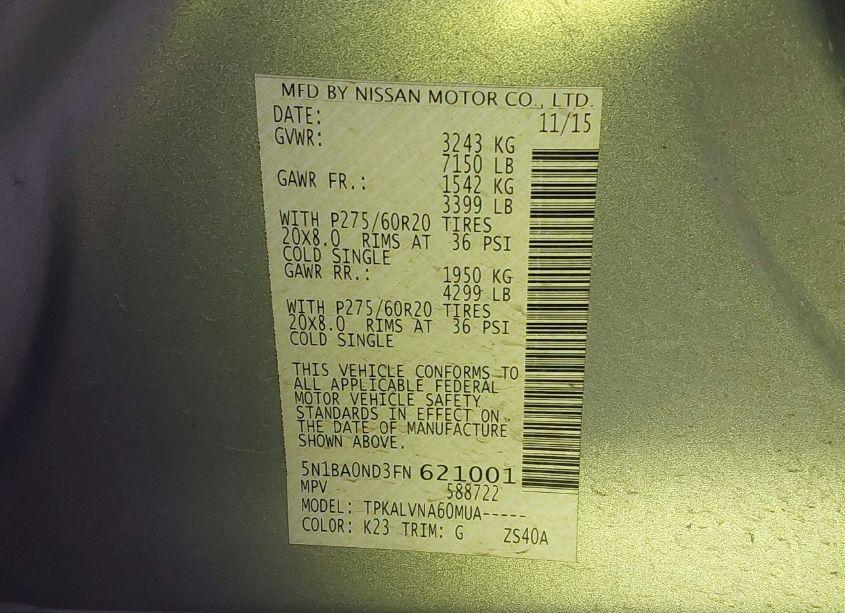 MFD BY NISSAN MOTOR CO., LTD.
DATE: 11/15
GVWR: 3243 KG
7150 LB
GAWR FR.: 1542 KG
3399 LB
WITH P275/60R20 TIRES
20X8.0 RIMS AT 36 PSI
COLD SINGLE
GAWR RR.: 1950 KG
4299 LB
WITH P275/60R20 TIRES
20X8.0 RIMS AT 36 PSI
COLD SINGLE
THIS VEHICLE CONFORMS TO
ALL APPLICABLE FEDERAL
MOTOR VEHICLE SAFETY
STANDARDS IN EFFECT ON
THE DATE OF MANUFACTURE
SHOWN ABOVE.
5N1BA0ND3FN 621001
MPV 588722
MODEL: TPKALVNA60MUA-----
COLOR: K23 TRIM: G ZS40A